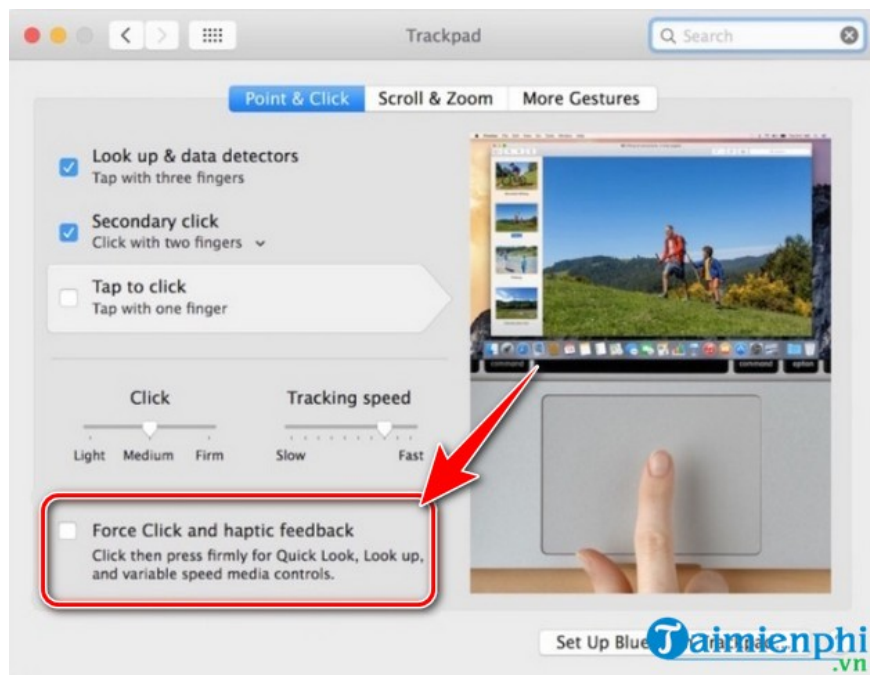 Trackpad
Search
Point & Click
Scroll & Zoom
More Gestures
Look up & data detectors
Tap with three fingers
Secondary click
Click with two fingers
Tap to click
Tap with one finger
Click
Tracking speed
Light Medium Firm
Slow Fast
command
command option
Force Click and haptic feedback
Click then press firmly for Quick Look, Look up,
and variable speed media controls.
Set Up
Taimienphi
.vn